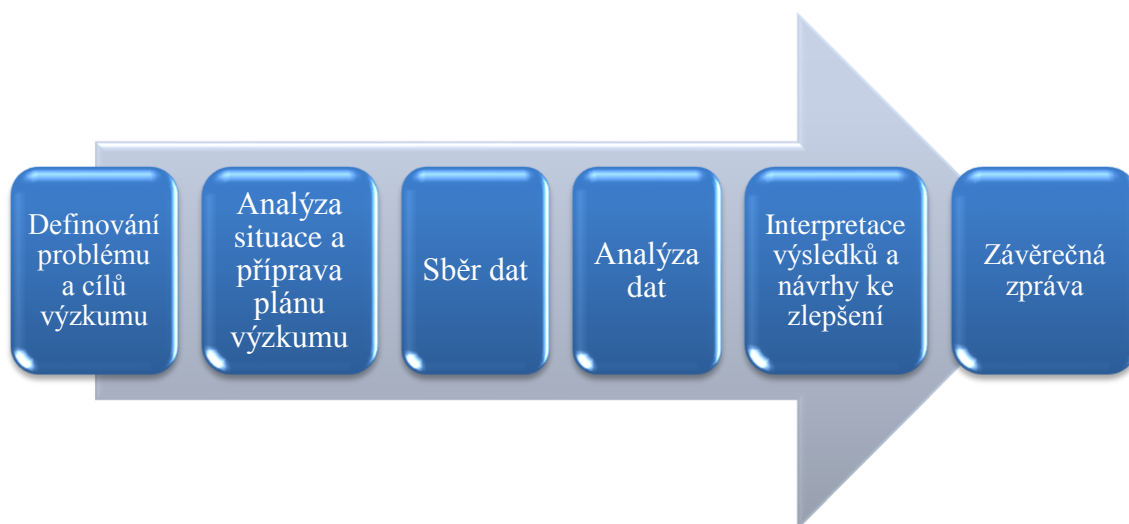 Definování
problému
a cílů
výzkumu
Analýza
situace a
příprava
plánu
výzkumu
Sběr dat
Analýza
dat
Interpretace
výsledků a
návrhy ke
zlepšení
Závěrečná
zpráva